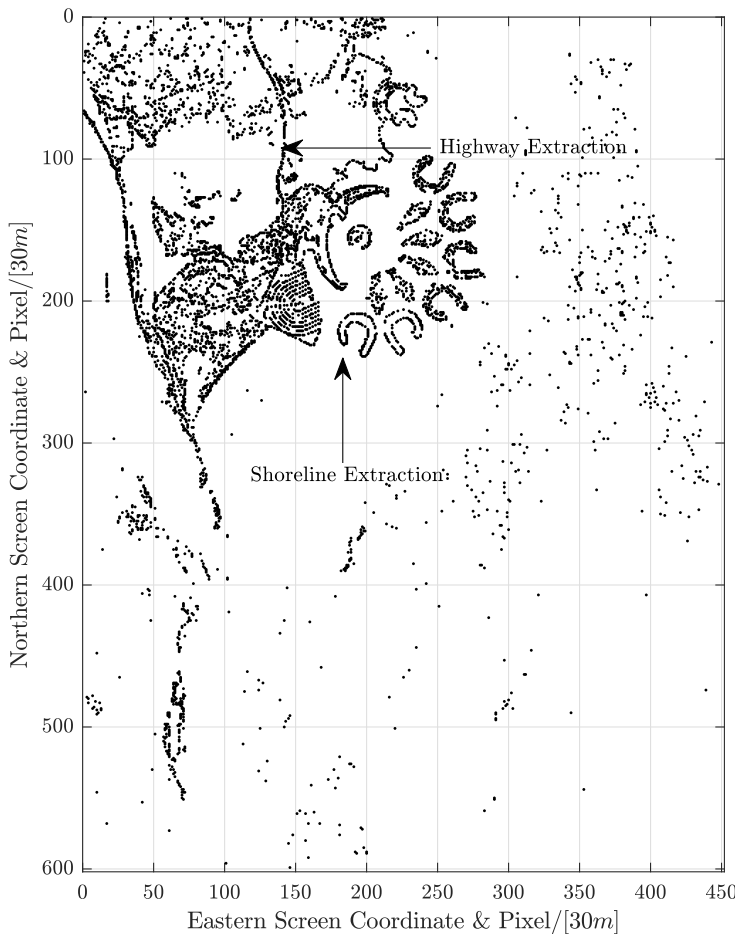 0
100
200
300
400
500
600
0 50 100 150 200 250 300 350 400 450
Northern Screen Coordinate & Pixel/[30m]
Eastern Screen Coordinate & Pixel/[30m]
Highway Extraction
Shoreline Extraction: